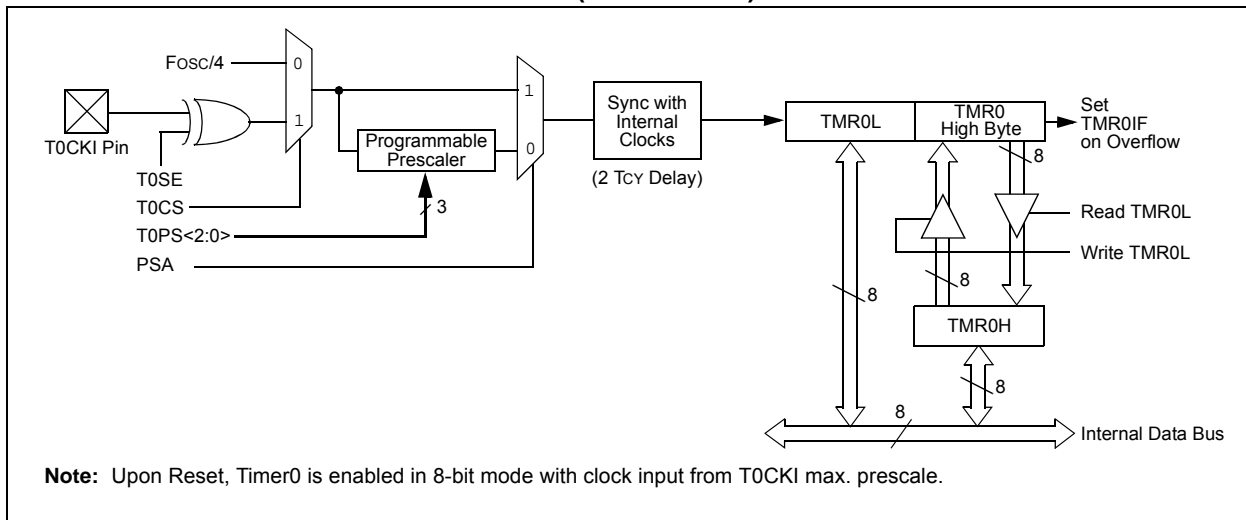 FOSC/4
0
1
T0CKI Pin
T0SE
T0CS
T0PS<2:0>
PSA
Programmable
Prescaler
3
1
0
Sync with
Internal
Clocks
(2 TCY Delay)
TMR0L
TMR0
High Byte
Set
TMR0IF
on Overflow
8
Read TMR0L
Write TMR0L
8
8
TMR0H
8
8
Internal Data Bus
Note: Upon Reset, Timer0 is enabled in 8-bit mode with clock input from T0CKI max. prescale.